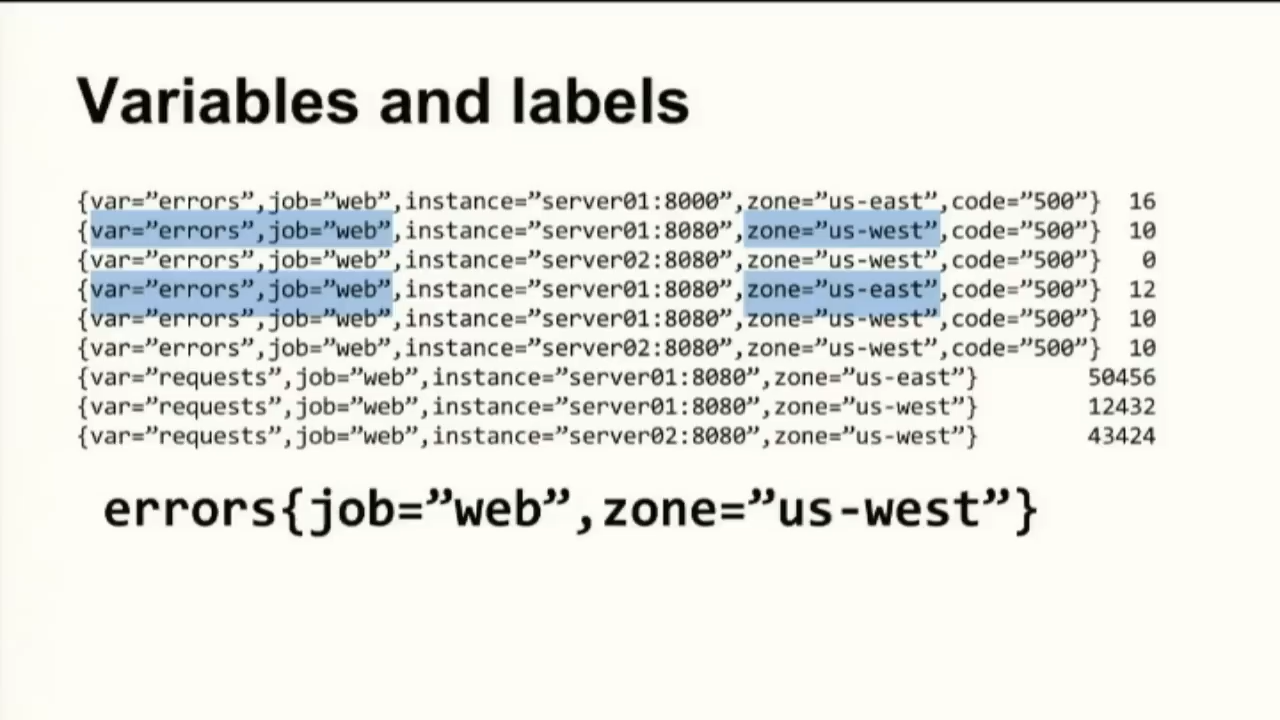 Variables and labels
{var=”errors”,job=”web”,instance=”server01:8000”,zone=”us-east”,code=”500”} 16
{var=”errors”,job=”web”,instance=”server01:8080”,zone=”us-west”,code=”500”} 10
{var=”errors”,job=”web”,instance=”server02:8080”,zone=”us-west”,code=”500”} 0
{var=”errors”,job=”web”,instance=”server01:8080”,zone=”us-east”,code=”500”} 12
{var=”errors”,job=”web”,instance=”server01:8080”,zone=”us-west”,code=”500”} 10
{var=”errors”,job=”web”,instance=”server02:8080”,zone=”us-west”,code=”500”} 10
{var=”requests”,job=”web”,instance=”server01:8080”,zone=”us-east”} 50456
{var=”requests”,job=”web”,instance=”server01:8080”,zone=”us-west”} 12432
{var=”requests”,job=”web”,instance=”server02:8080”,zone=”us-west”} 43424
errors{job=”web”,zone=”us-west”}